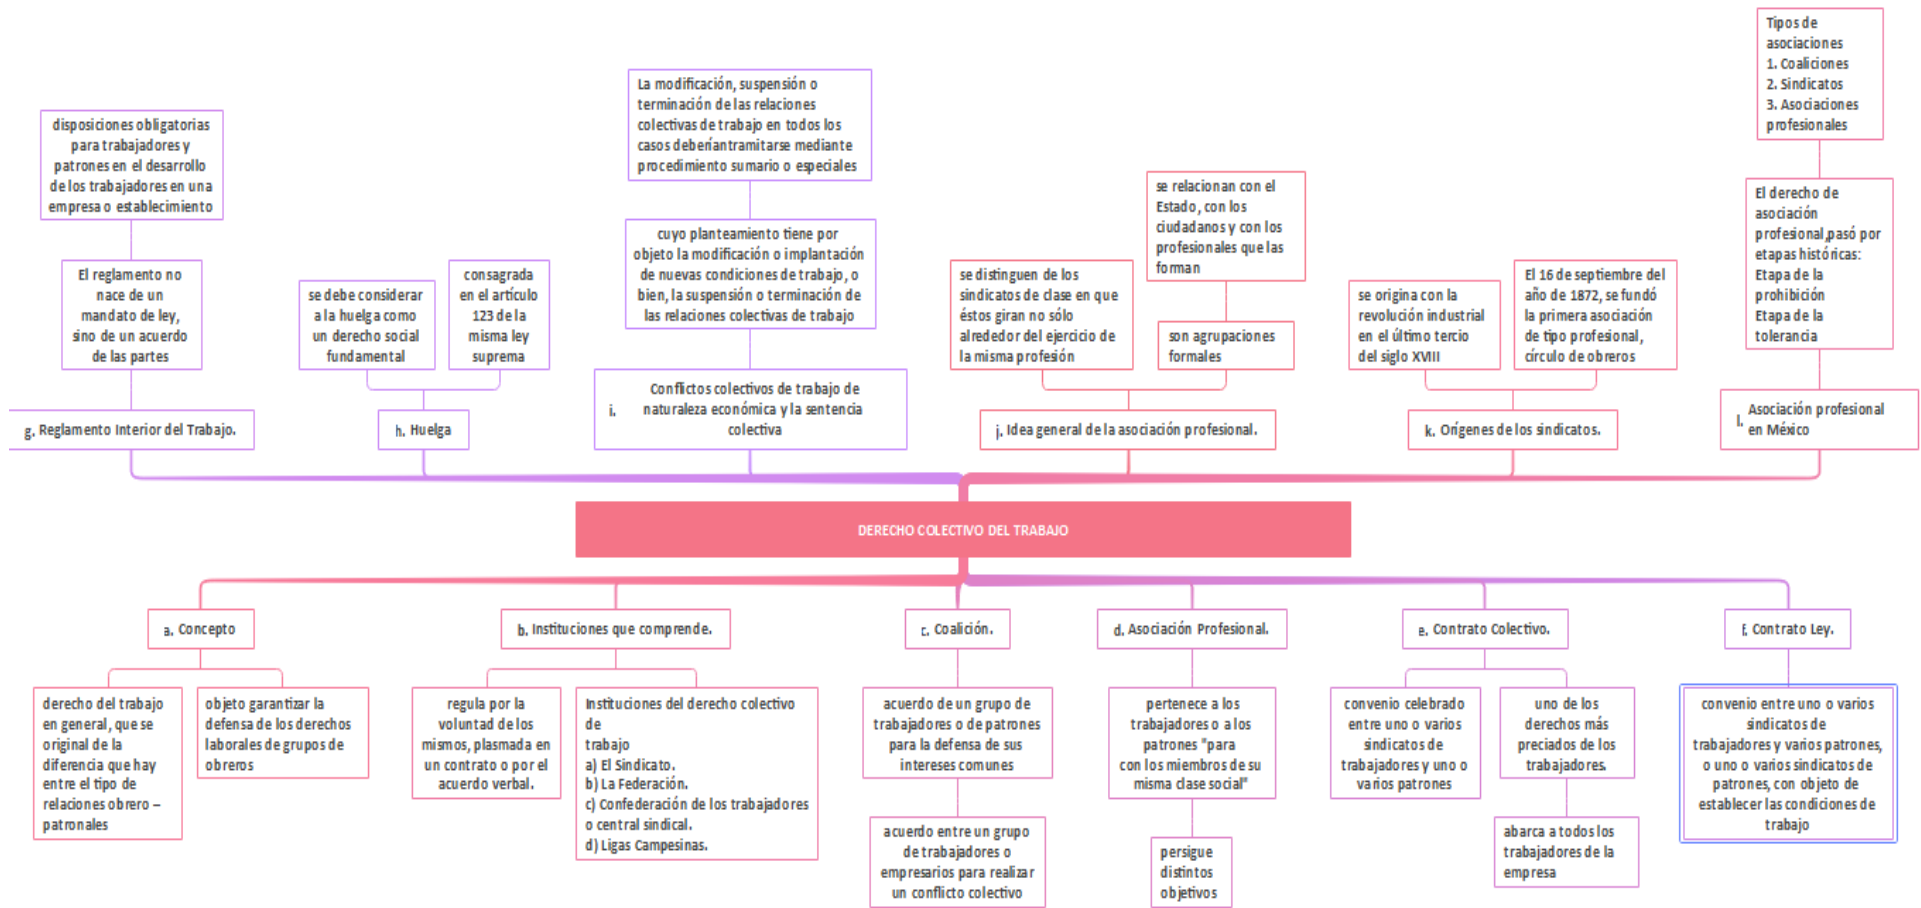 Tipos de
asociaciones
1. Coaliciones
2. Sindicatos
3. Asociaciones
profesionales
La modificación, suspensión o
terminación de las relaciones
colectivas de trabajo en todos los
casos deberíantramitarse mediante
procedimiento sumario o especiales
disposiciones obligatorias
para trabajadores y
patrones en el desarrollo
de los trabajadores en una
empresa o establecimiento
se relacionan con el
Estado, con los
ciudadanos y con los
profesionales que las
forman
El derecho de
asociación
profesional,pasó por
etapas históricas:
Etapa de la
prohibición
Etapa de la
tolerancia
cuyo planteamiento tiene por
objeto la modificación o implantación
de nuevas condiciones de trabajo, o
bien, la suspensión o terminación de
las relaciones colectivas de trabajo
El reglamento no
nace de un
mandato de ley,
sino de un acuerdo
de las partes
se debe considerar
a la huelga como
un derecho social
fundamental
consagrada
en el artículo
123 de la
misma ley
suprema
se distinguen de los
sindicatos de clase en que
éstos giran no sólo
alrededor del ejercicio de
la misma profesión
son agrupaciones
formales
se origina con la
revolución industrial
en el último tercio
del siglo XVIII
El 16 de septiembre del
año de 1872, se fundó
la primera asociación
de tipo profesional,
círculo de obreros
g. Reglamento Interior del Trabajo.
h. Huelga
i. Conflictos colectivos de trabajo de
naturaleza económica y la sentencia
colectiva
j. Idea general de la asociación profesional.
k. Orígenes de los sindicatos.
l. Asociación profesional
en México
DERECHO COLECTIVO DEL TRABAJO
a. Concepto
b. Instituciones que comprende.
c. Coalición.
d. Asociación Profesional.
e. Contrato Colectivo.
f. Contrato Ley.
derecho del trabajo
en general, que se
original de la
diferencia que hay
entre el tipo de
relaciones obrero –
patronales
objeto garantizar la
defensa de los derechos
laborales de grupos de
obreros
regula por la
voluntad de los
mismos, plasmada en
un contrato o por el
acuerdo verbal.
Instituciones del derecho colectivo
de
trabajo
a) El Sindicato.
b) La Federación.
c) Confederación de los trabajadores
o central sindical.
d) Ligas Campesinas.
acuerdo de un grupo de
trabajadores o de patrones
para la defensa de sus
intereses comunes
acuerdo entre un grupo
de trabajadores o
empresarios para realizar
un conflicto colectivo
pertenece a los
trabajadores o a los
patrones "para
con los miembros de su
misma clase social"
persigue
distintos
objetivos
convenio celebrado
entre uno o varios
sindicatos de
trabajadores y uno o
varios patrones
uno de los
derechos más
preciados de los
trabajadores.
abarca a todos los
trabajadores de la
empresa
convenio entre uno o varios
sindicatos de
trabajadores y varios patrones,
o uno o varios sindicatos de
patrones, con objeto de
establecer las condiciones de
trabajo